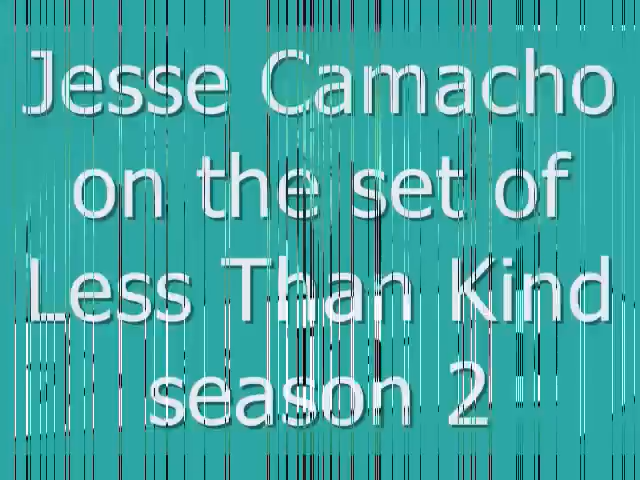 Jesse Camacho
on the set of
Less Than Kind
season 2